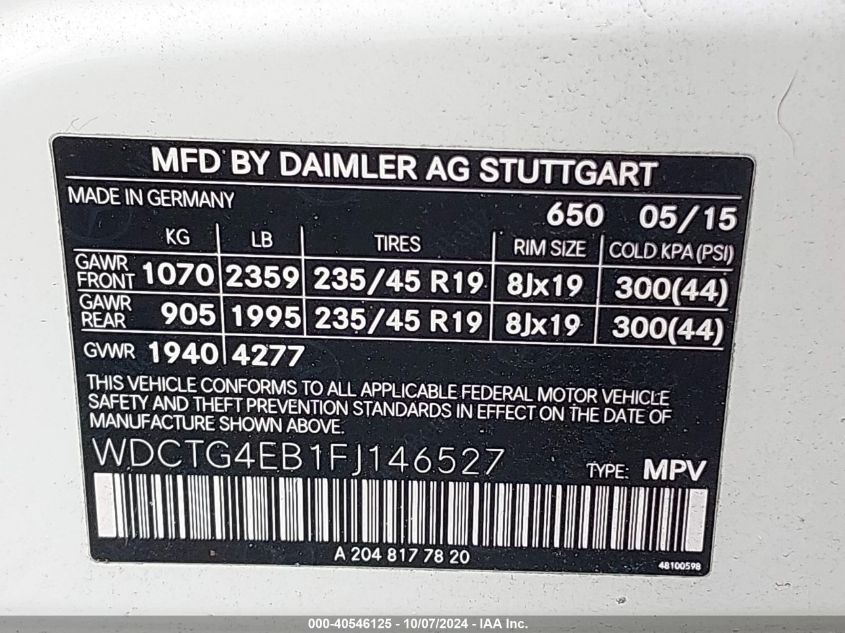 MFD BY DAIMLER AG STUTTGART
MADE IN GERMANY 650 05/15
KG LB TIRES RIM SIZE COLD KPA (PSI)
GAWR FRONT 1070 2359 235/45 R19 8Jx19 300(44)
GAWR REAR 905 1995 235/45 R19 8Jx19 300(44)
GVWR 1940 4277
THIS VEHICLE CONFORMS TO ALL APPLICABLE FEDERAL MOTOR VEHICLE
SAFETY AND THEFT PREVENTION STANDARDS IN EFFECT ON THE DATE OF
MANUFACTURE SHOWN ABOVE.
WDCTG4EB1FJ146527 TYPE: MPV
A 204 817 78 20
48100598
000-40546125 - 10/07/2024 - IAA Inc.